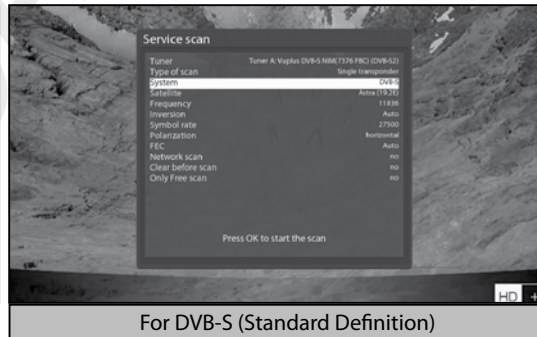 Service scan
Tuner Tuner A: Vuplus DVB-S NIM(7376 FBC) (DVB-S2)
Type of scan Single transponder
System DVB-S
Satellite Astra (19.2E)
Frequency 11836
Inversion Auto
Symbol rate 27500
Polarization horizontal
FEC Auto
Network scan no
Clear before scan no
Only Free scan no
Press OK to start the scan
HD +
For DVB-S (Standard Definition)